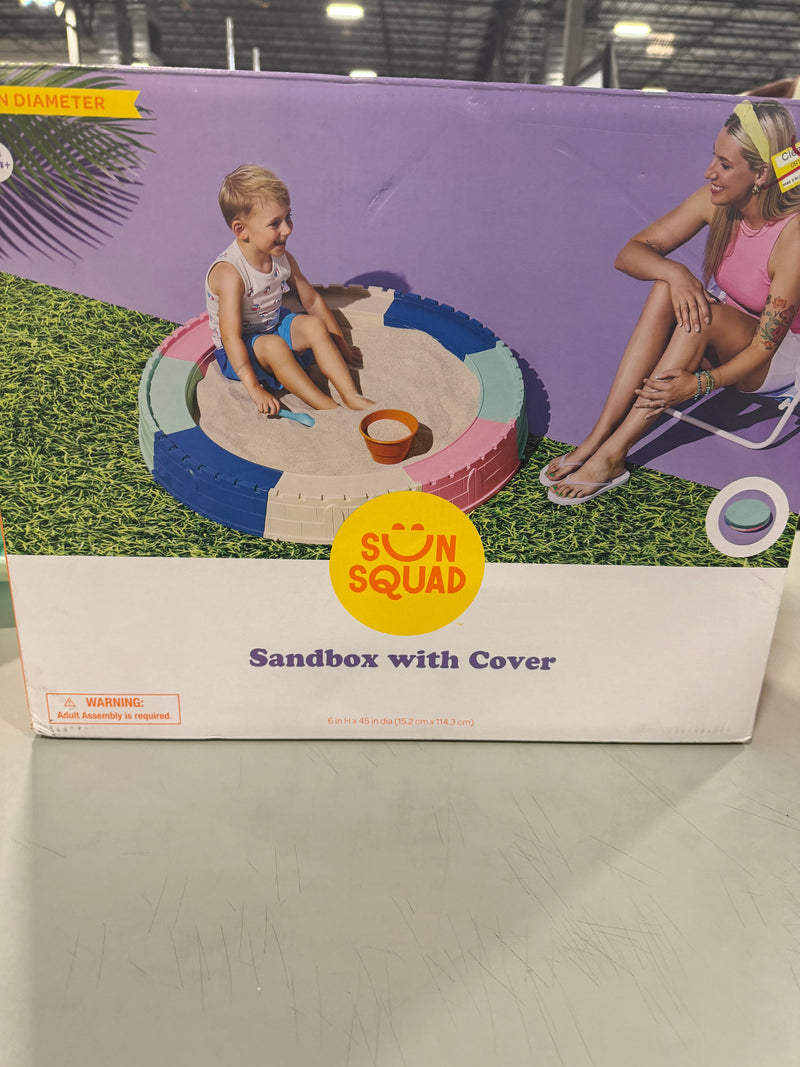 N DIAMETER
Cle
SUN
SQUAD
Sandbox with Cover
WARNING:
Adult Assembly is required.
6 in H x 45 in dia (15.2 cm x 114.3 cm)